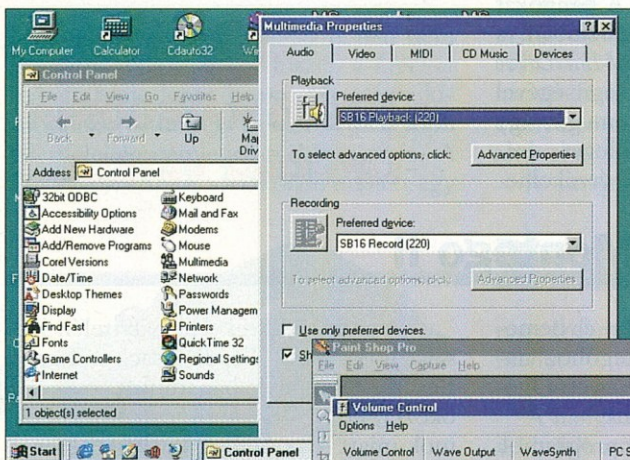 My Computer
Calculator
Cdauto32
Control Panel
File Edit View Go Favorites Help
Back Forward Up
Address Control Panel
32bit ODBC
Accessibility Options
Add New Hardware
Add/Remove Programs
Corel Versions
Date/Time
Desktop Themes
Display
Find Fast
Fonts
Game Controllers
Internet
Keyboard
Mail and Fax
Modems
Mouse
Multimedia
Network
Passwords
Power Managem
Printers
QuickTime 32
Regional Settings
Sounds
1 object(s) selected
Multimedia Properties
Audio Video MIDI CD Music Devices
Playback
Preferred device:
SB16 Playback (220)
To select advanced options, click: Advanced Properties
Recording
Preferred device:
SB16 Record (220)
To select advanced options, click: Advanced Properties
Use only preferred devices.
Sh
Paint Shop Pro
File Edit View Capture Help
Volume Control
Options Help
Volume Control Wave Output WaveSynth PC S
Start
Control Panel